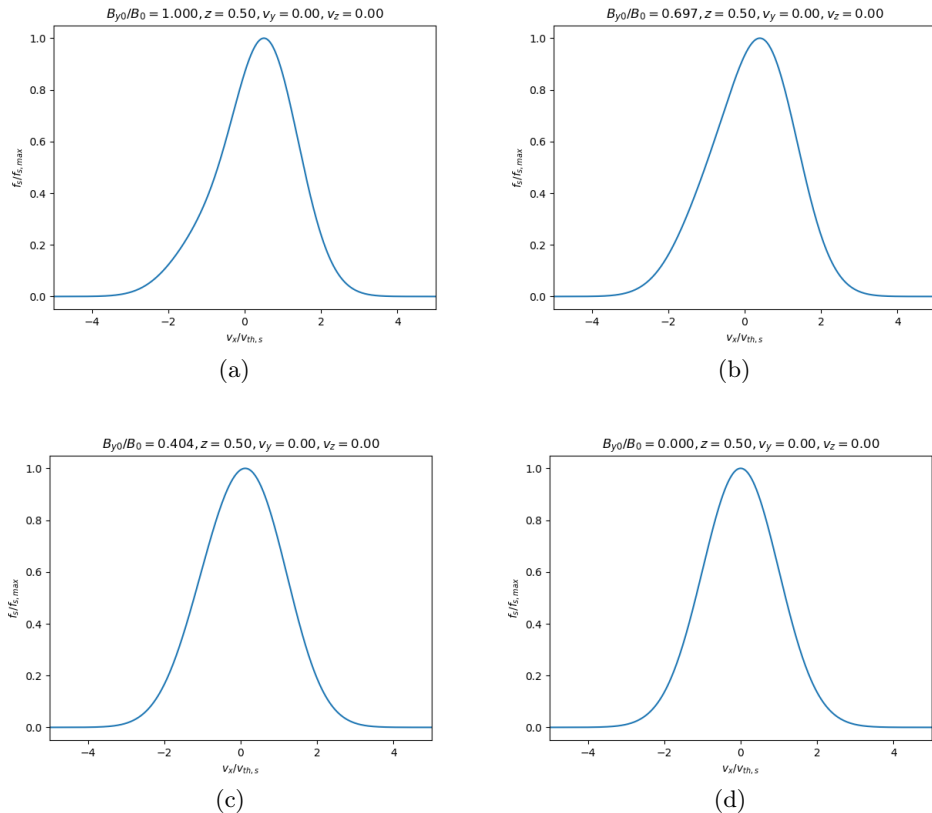 B_{y0}/B_0 = 1.000, z = 0.50, v_y = 0.00, v_z = 0.00
1.0
0.8
0.6
0.4
0.2
0.0
f_s/f_{s,max}
−4 −2 0 2 4
v_x/v_{th,s}
(a)
B_{y0}/B_0 = 0.697, z = 0.50, v_y = 0.00, v_z = 0.00
1.0
0.8
0.6
0.4
0.2
0.0
f_s/f_{s,max}
−4 −2 0 2 4
v_x/v_{th,s}
(b)
B_{y0}/B_0 = 0.404, z = 0.50, v_y = 0.00, v_z = 0.00
1.0
0.8
0.6
0.4
0.2
0.0
f_s/f_{s,max}
−4 −2 0 2 4
v_x/v_{th,s}
(c)
B_{y0}/B_0 = 0.000, z = 0.50, v_y = 0.00, v_z = 0.00
1.0
0.8
0.6
0.4
0.2
0.0
f_s/f_{s,max}
−4 −2 0 2 4
v_x/v_{th,s}
(d)